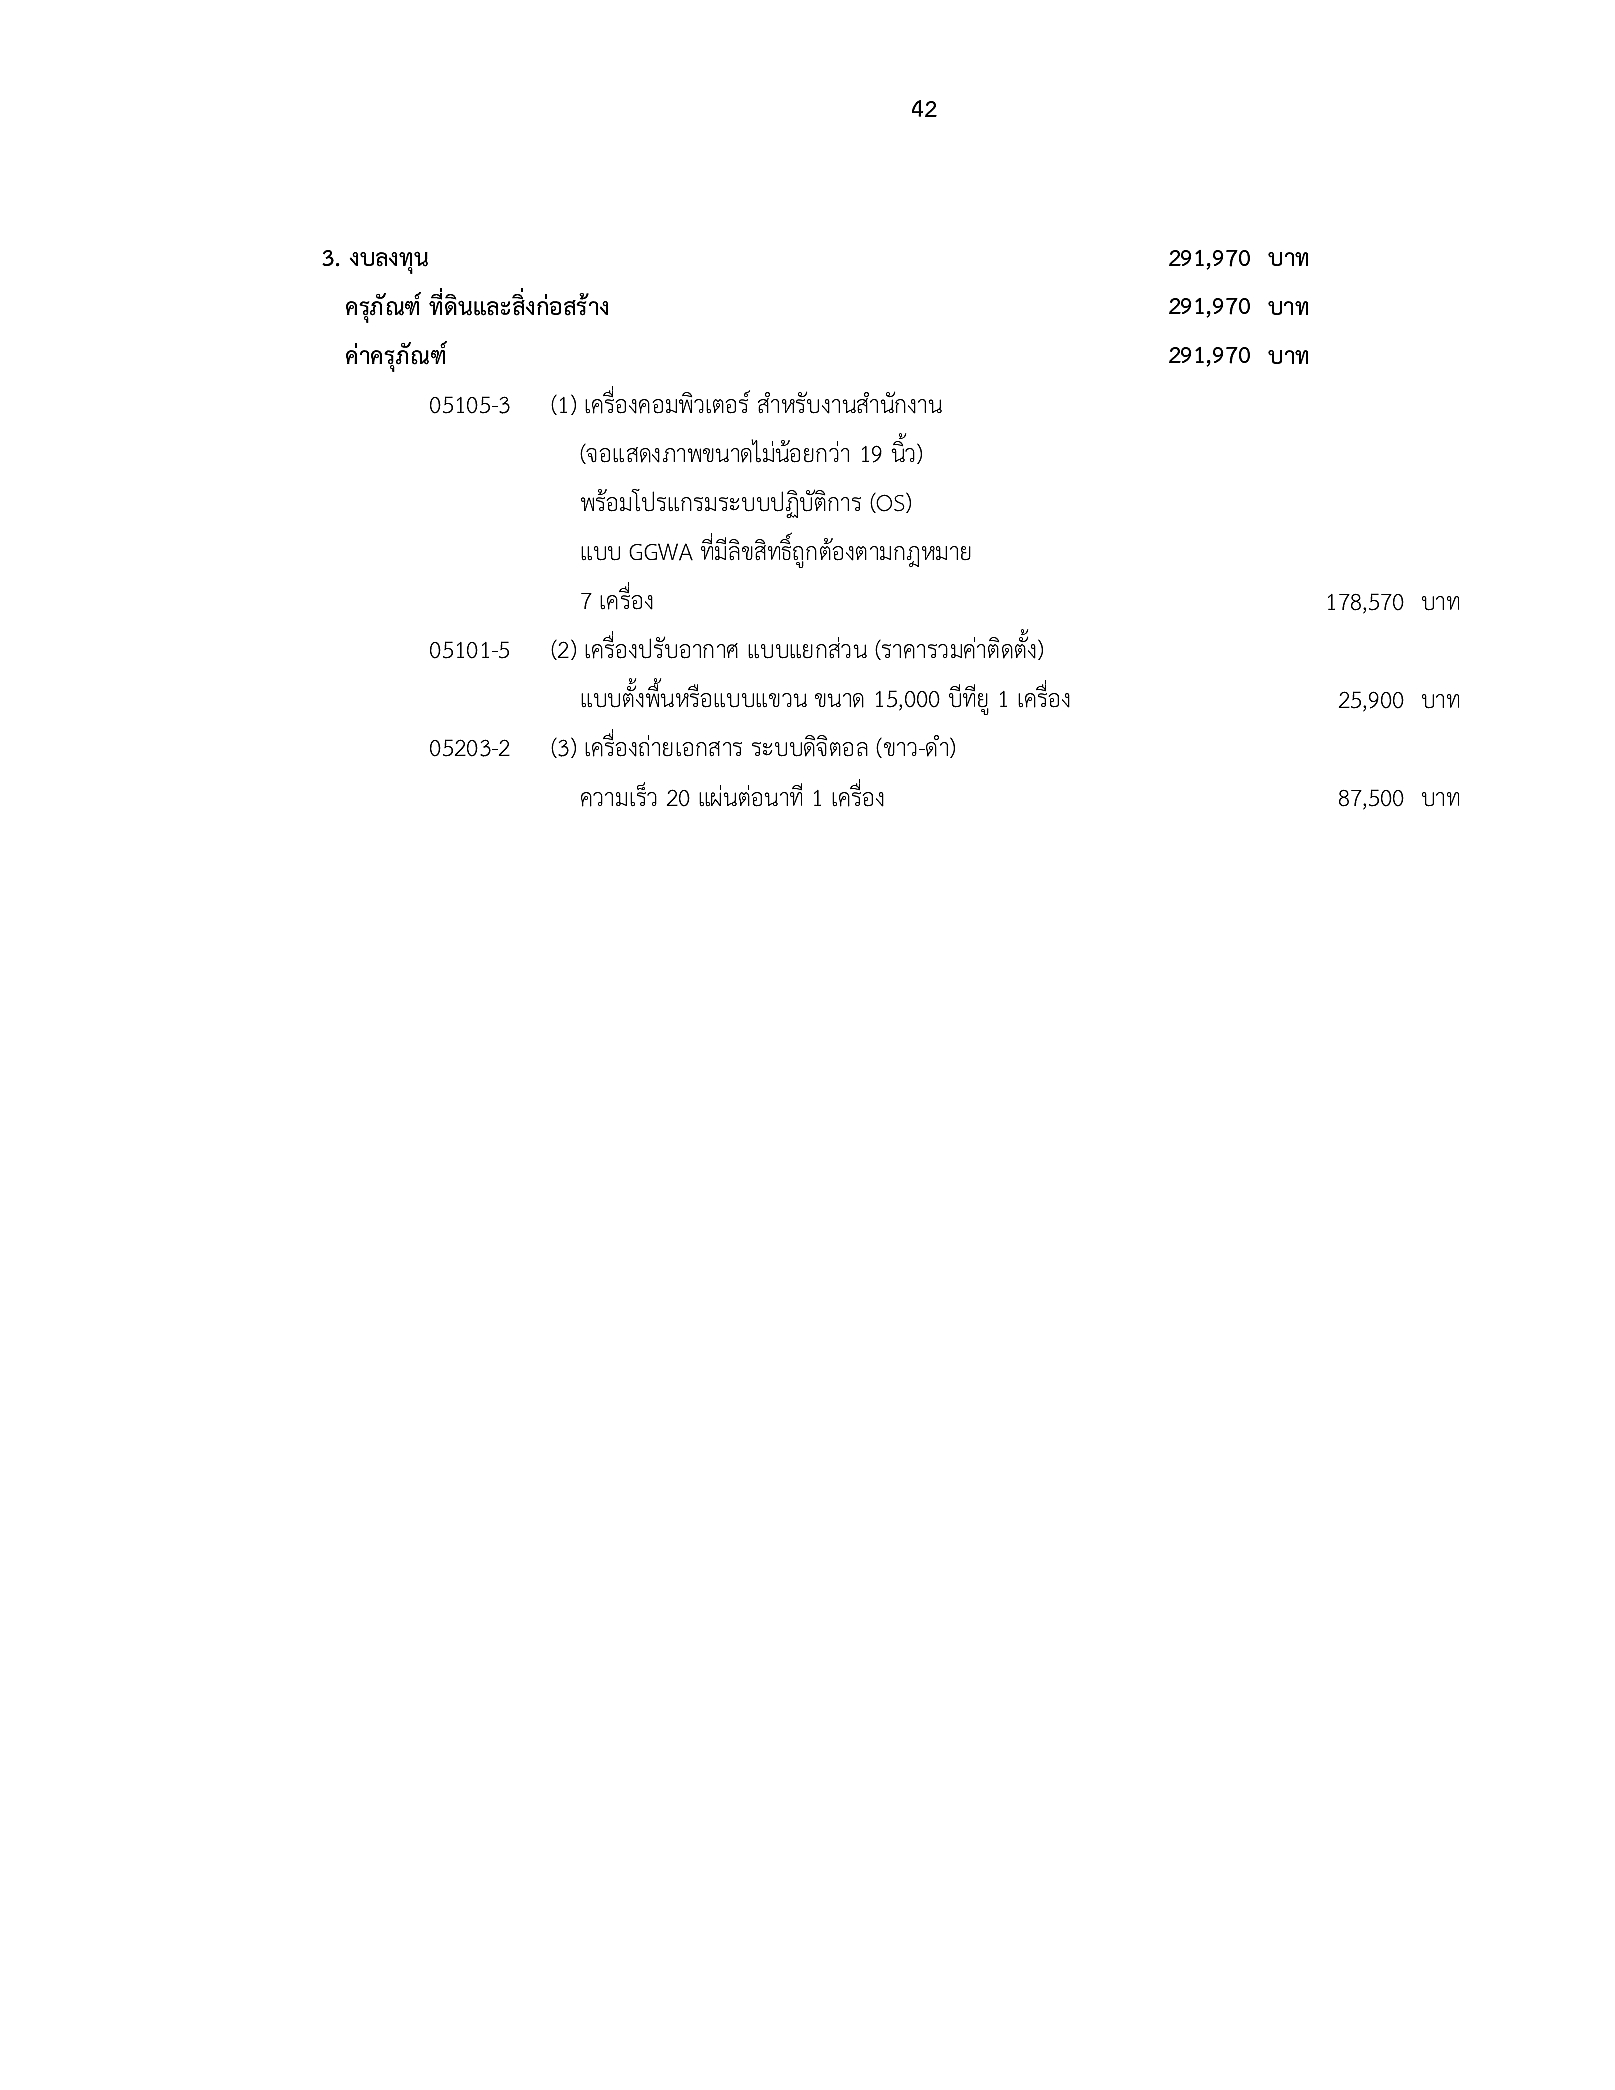 42
3. งบลงทุน 291,970 บาท
ครุภัณฑ์ ที่ดินและสิ่งก่อสร้าง 291,970 บาท
ค่าครุภัณฑ์ 291,970 บาท
05105-3 (1) เครื่องคอมพิวเตอร์ สำหรับงานสำนักงาน
(จอแสดงภาพขนาดไม่น้อยกว่า 19 นิ้ว)
พร้อมโปรแกรมระบบปฏิบัติการ (OS)
แบบ GGWA ที่มีลิขสิทธิ์ถูกต้องตามกฎหมาย
7 เครื่อง 178,570 บาท
05101-5 (2) เครื่องปรับอากาศ แบบแยกส่วน (ราคารวมค่าติดตั้ง)
แบบตั้งพื้นหรือแบบแขวน ขนาด 15,000 บีทียู 1 เครื่อง 25,900 บาท
05203-2 (3) เครื่องถ่ายเอกสาร ระบบดิจิตอล (ขาว-ดำ)
ความเร็ว 20 แผ่นต่อนาที 1 เครื่อง 87,500 บาท